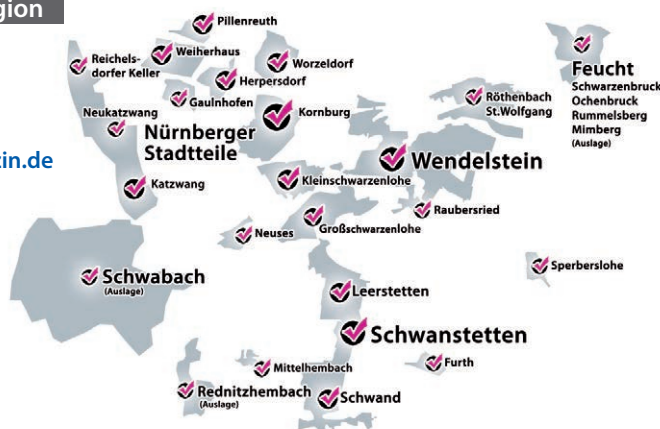 gion
Pillenreuth
Weiherhaus
Reichels-
dorfer Keller
Worzeldorf
Herpersdorf
Gaulnhofen
Neukatzwang
Kornburg
Nürnberger
Stadtteile
Feucht
Schwarzenbruck
Ochenbruck
Rummelsberg
Mimberg
(Auslage)
Röthenbach
St.Wolfgang
zin.de
Wendelstein
Katzwang
Kleinschwarzenlohe
Raubersried
Neuses
Großschwarzenlohe
Schwabach
(Auslage)
Sperberslohe
Leerstetten
Schwanstetten
Mittelhembach
Furth
Rednitzhembach
(Auslage)
Schwand